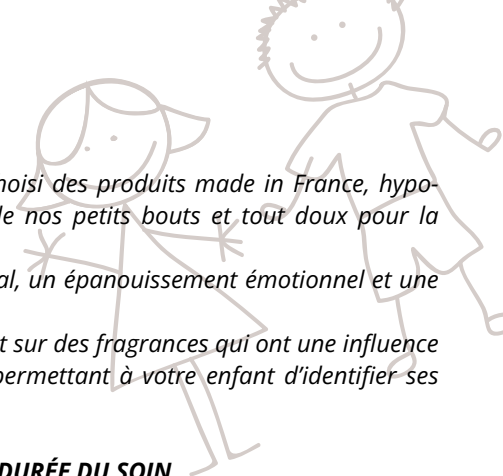 hoisi des produits made in France, hypo-
de nos petits bouts et tout doux pour la
al, un épanouissement émotionnel et une
t sur des fragrances qui ont une influence
permettant à votre enfant d’identifier ses
DURÉE DU SOIN